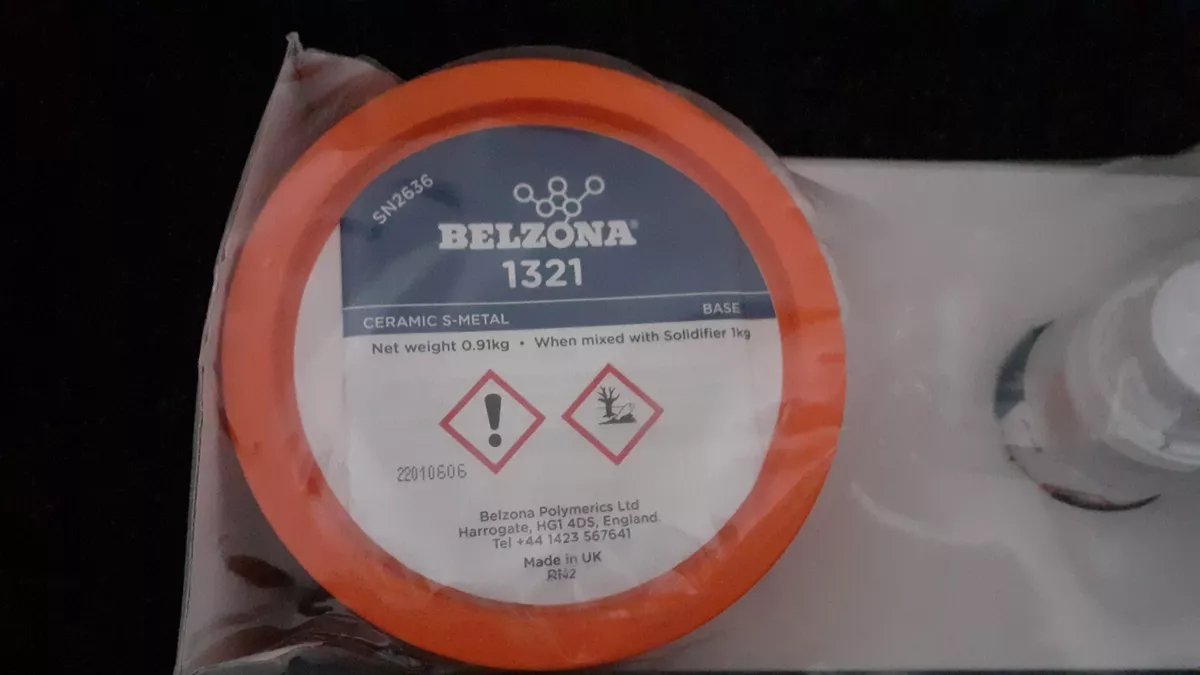 SN2636
BELZONA®
1321
CERAMIC S-METAL BASE
Net weight 0.91kg • When mixed with Solidifier 1kg
22010606
Belzona Polymerics Ltd
Harrogate, HG1 4DS, England.
Tel +44 1423 567641
Made in UK